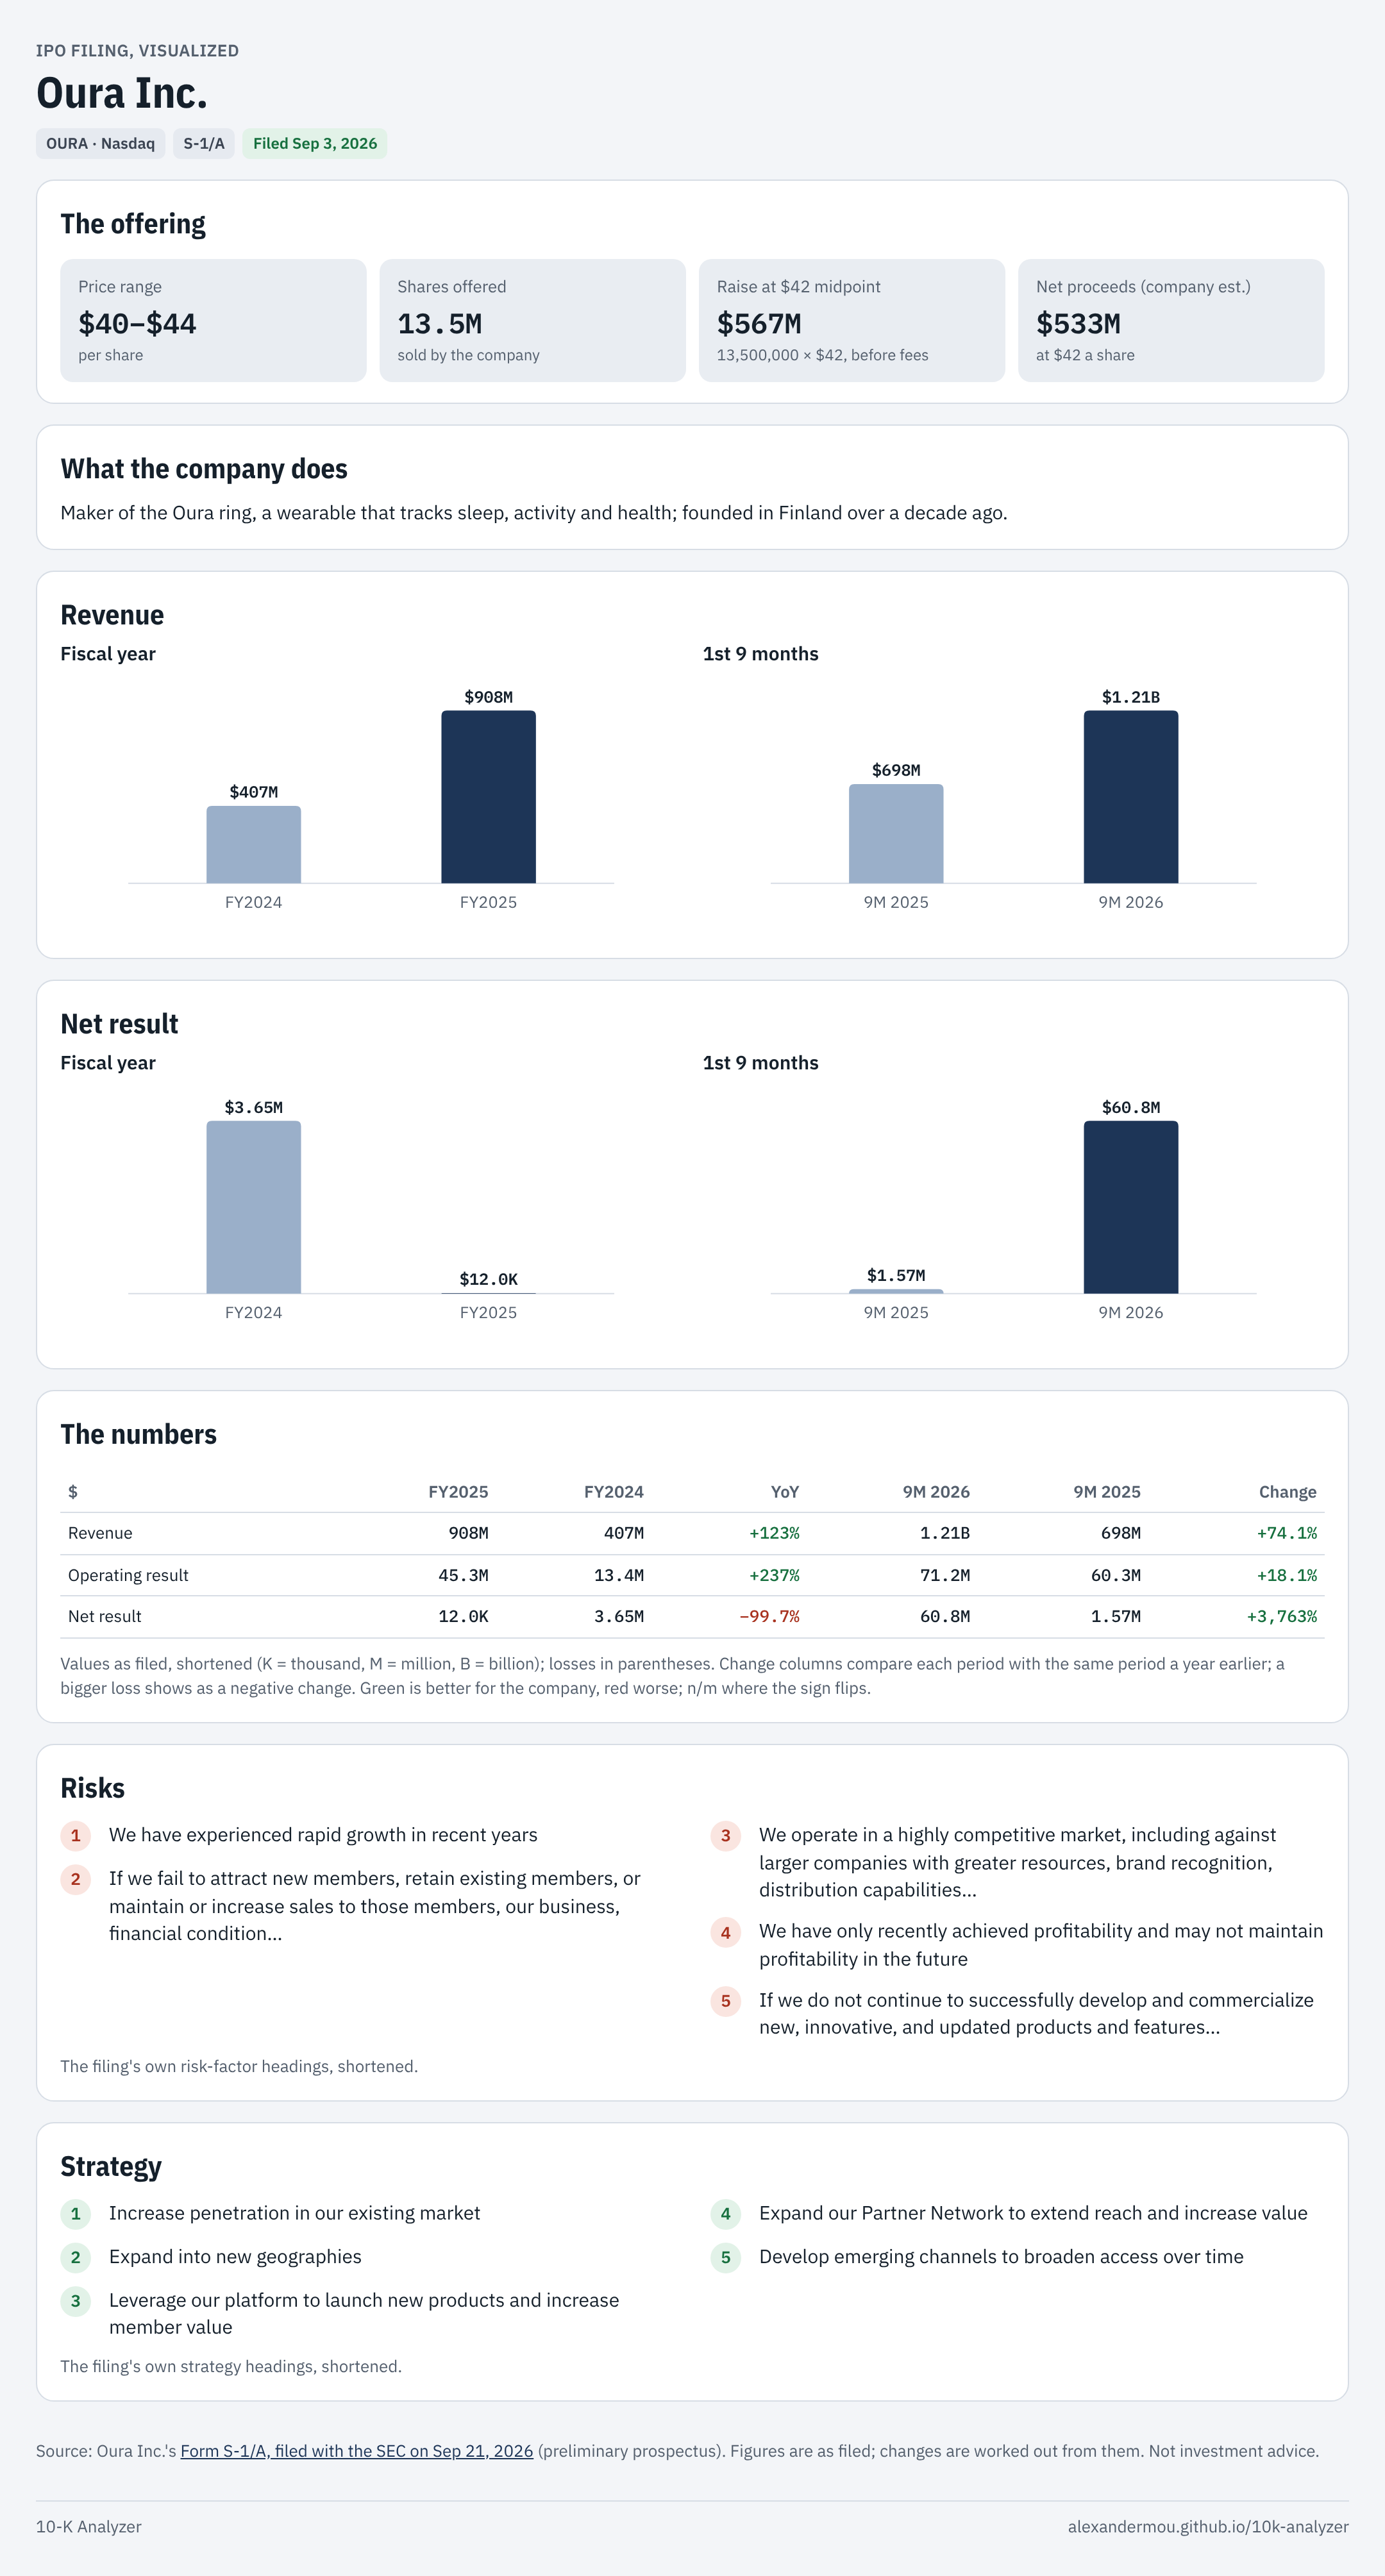 IPO FILING, VISUALIZED
Oura Inc.
OURA · Nasdaq
S-1/A
Filed Sep 3, 2026
The offering
Price range
$40–$44
per share
Shares offered
13.5M
sold by the company
Raise at $42 midpoint
$567M
13,500,000 × $42, before fees
Net proceeds (company est.)
$533M
at $42 a share
What the company does
Maker of the Oura ring, a wearable that tracks sleep, activity and health; founded in Finland over a decade ago.
Revenue
Fiscal year
$407M
$908M
FY2024
FY2025
1st 9 months
$698M
$1.21B
9M 2025
9M 2026
Net result
Fiscal year
$3.65M
$12.0K
FY2024
FY2025
1st 9 months
$1.57M
$60.8M
9M 2025
9M 2026
The numbers
$ FY2025 FY2024 YoY 9M 2026 9M 2025 Change
Revenue 908M 407M +123% 1.21B 698M +74.1%
Operating result 45.3M 13.4M +237% 71.2M 60.3M +18.1%
Net result 12.0K 3.65M −99.7% 60.8M 1.57M +3,763%
Values as filed, shortened (K = thousand, M = million, B = billion); losses in parentheses. Change columns compare each period with the same period a year earlier; a
bigger loss shows as a negative change. Green is better for the company, red worse; n/m where the sign flips.
Risks
1 We have experienced rapid growth in recent years
2 If we fail to attract new members, retain existing members, or
maintain or increase sales to those members, our business,
financial condition…
3 We operate in a highly competitive market, including against
larger companies with greater resources, brand recognition,
distribution capabilities…
4 We have only recently achieved profitability and may not maintain
profitability in the future
5 If we do not continue to successfully develop and commercialize
new, innovative, and updated products and features…
The filing's own risk-factor headings, shortened.
Strategy
1 Increase penetration in our existing market
2 Expand into new geographies
3 Leverage our platform to launch new products and increase
member value
4 Expand our Partner Network to extend reach and increase value
5 Develop emerging channels to broaden access over time
The filing's own strategy headings, shortened.
Source: Oura Inc.'s Form S-1/A, filed with the SEC on Sep 21, 2026 (preliminary prospectus). Figures are as filed; changes are worked out from them. Not investment advice.
10-K Analyzer
alexandermou.github.io/10k-analyzer